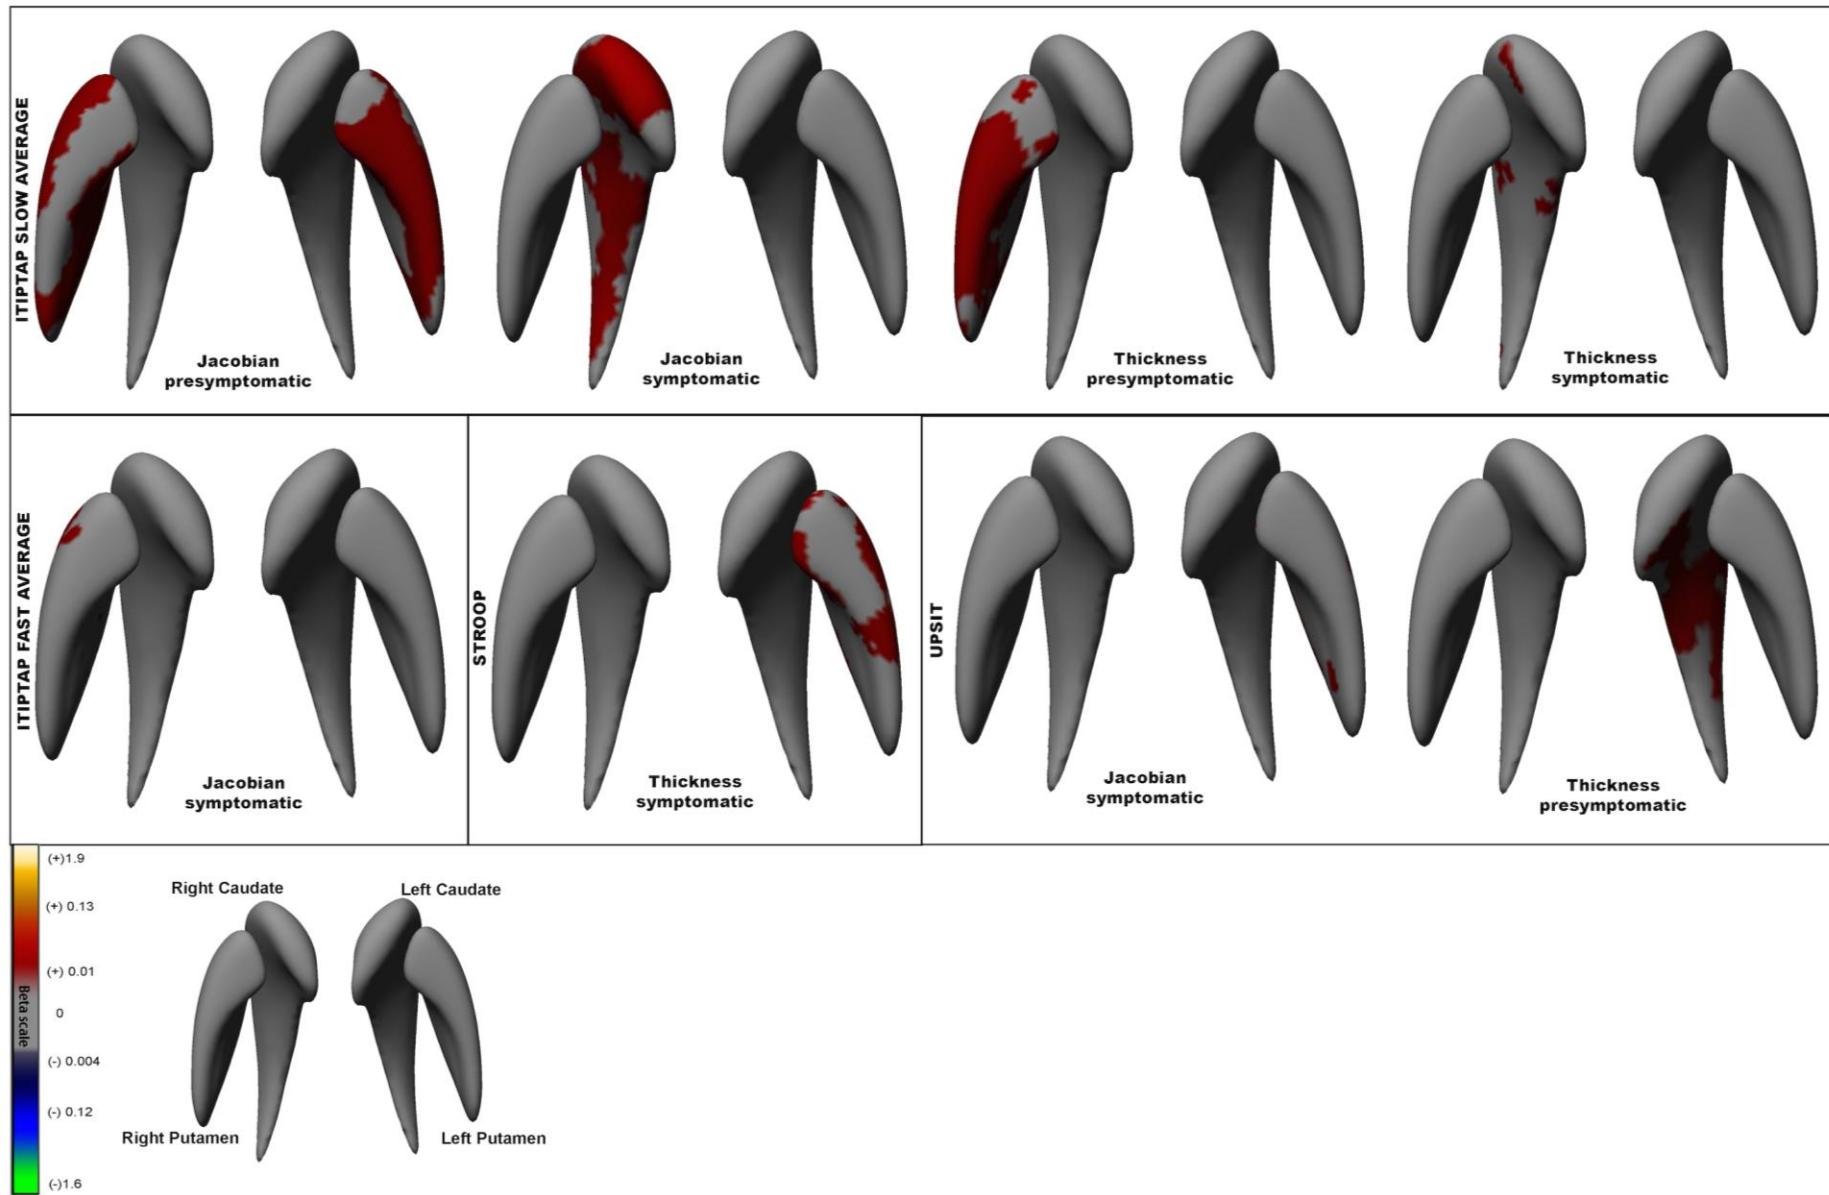 ITIPTAP SLOW AVERAGE
Jacobian
presymptomatic
Jacobian
symptomatic
Thickness
presymptomatic
Thickness
symptomatic
ITIPTAP FAST AVERAGE
Jacobian
symptomatic
STROOP
Thickness
symptomatic
UPSIT
Jacobian
symptomatic
Thickness
presymptomatic
Beta scale
(+)1.9
(+) 0.13
(+) 0.01
0
(-) 0.004
(-) 0.12
(-)1.6
Right Caudate
Left Caudate
Right Putamen
Left Putamen